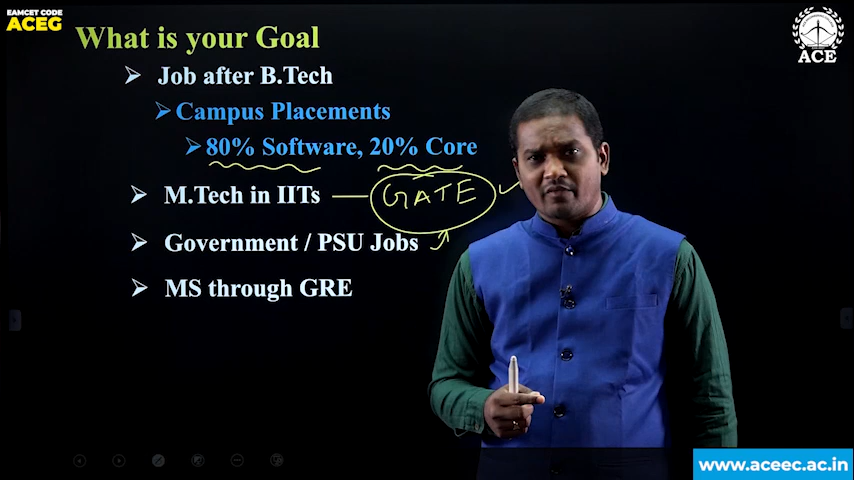 EAMCET CODE
ACEG
What is your Goal
ACE
Job after B.Tech
Campus Placements
80% Software, 20% Core
M.Tech in IITs — GATE
Government / PSU Jobs
MS through GRE
www.aceec.ac.in